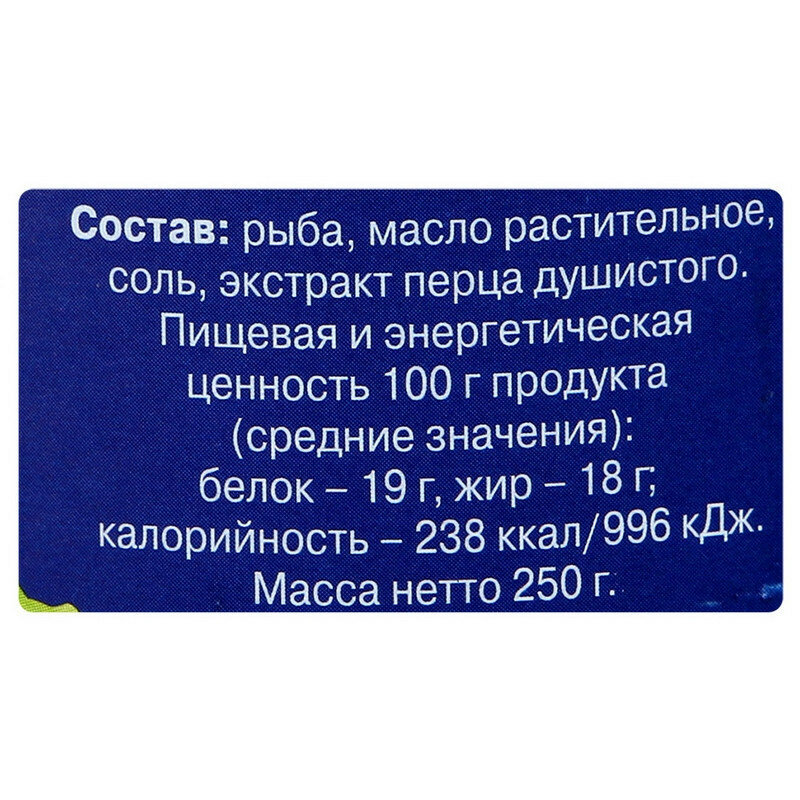 Состав: рыба, масло растительное,
соль, экстракт перца душистого.
Пищевая и энергетическая
ценность 100 г продукта
(средние значения):
белок – 19 г, жир – 18 г;
калорийность – 238 ккал/996 кДж.
Масса нетто 250 г.